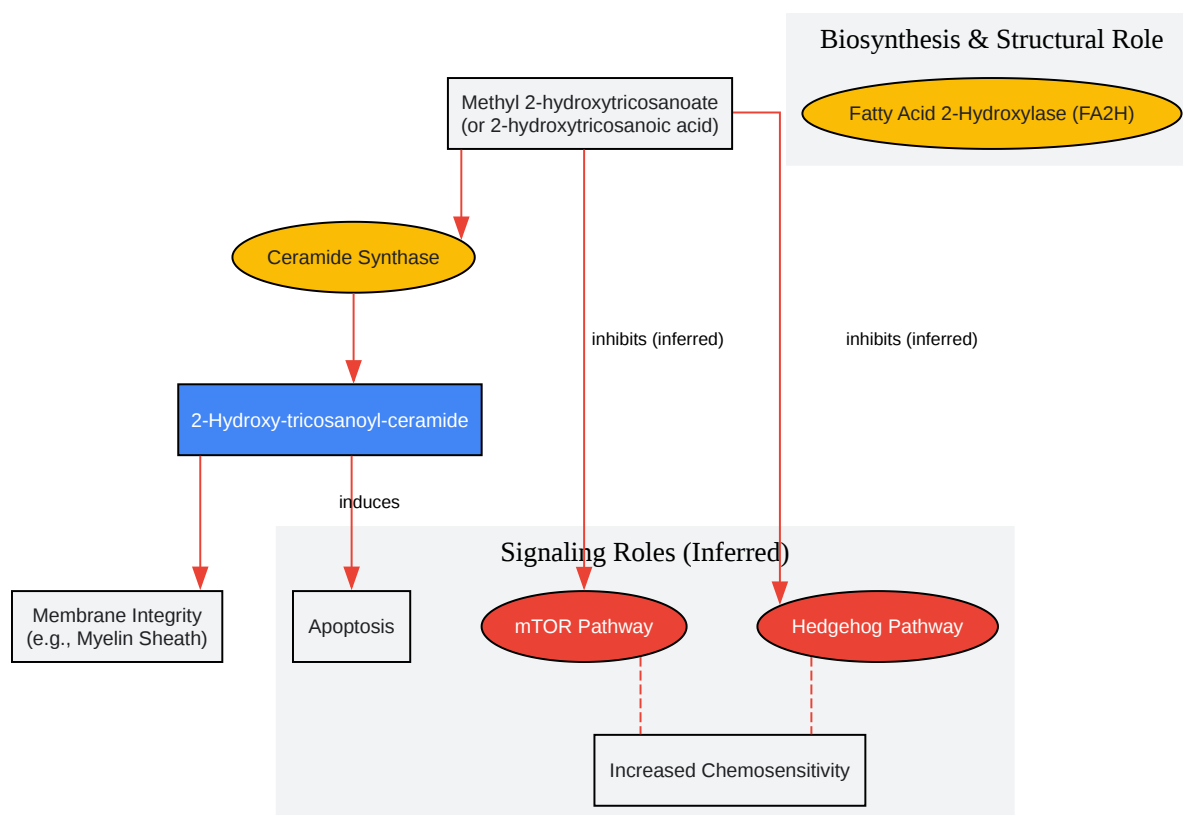 Biosynthesis & Structural Role
Methyl 2-hydroxytricosanoate
(or 2-hydroxytricosanoic acid)
Fatty Acid 2-Hydroxylase (FA2H)
Ceramide Synthase
inhibits (inferred)
inhibits (inferred)
2-Hydroxy-tricosanoyl-ceramide
induces
Signaling Roles (Inferred)
Membrane Integrity
(e.g., Myelin Sheath)
Apoptosis
mTOR Pathway
Hedgehog Pathway
Increased Chemosensitivity